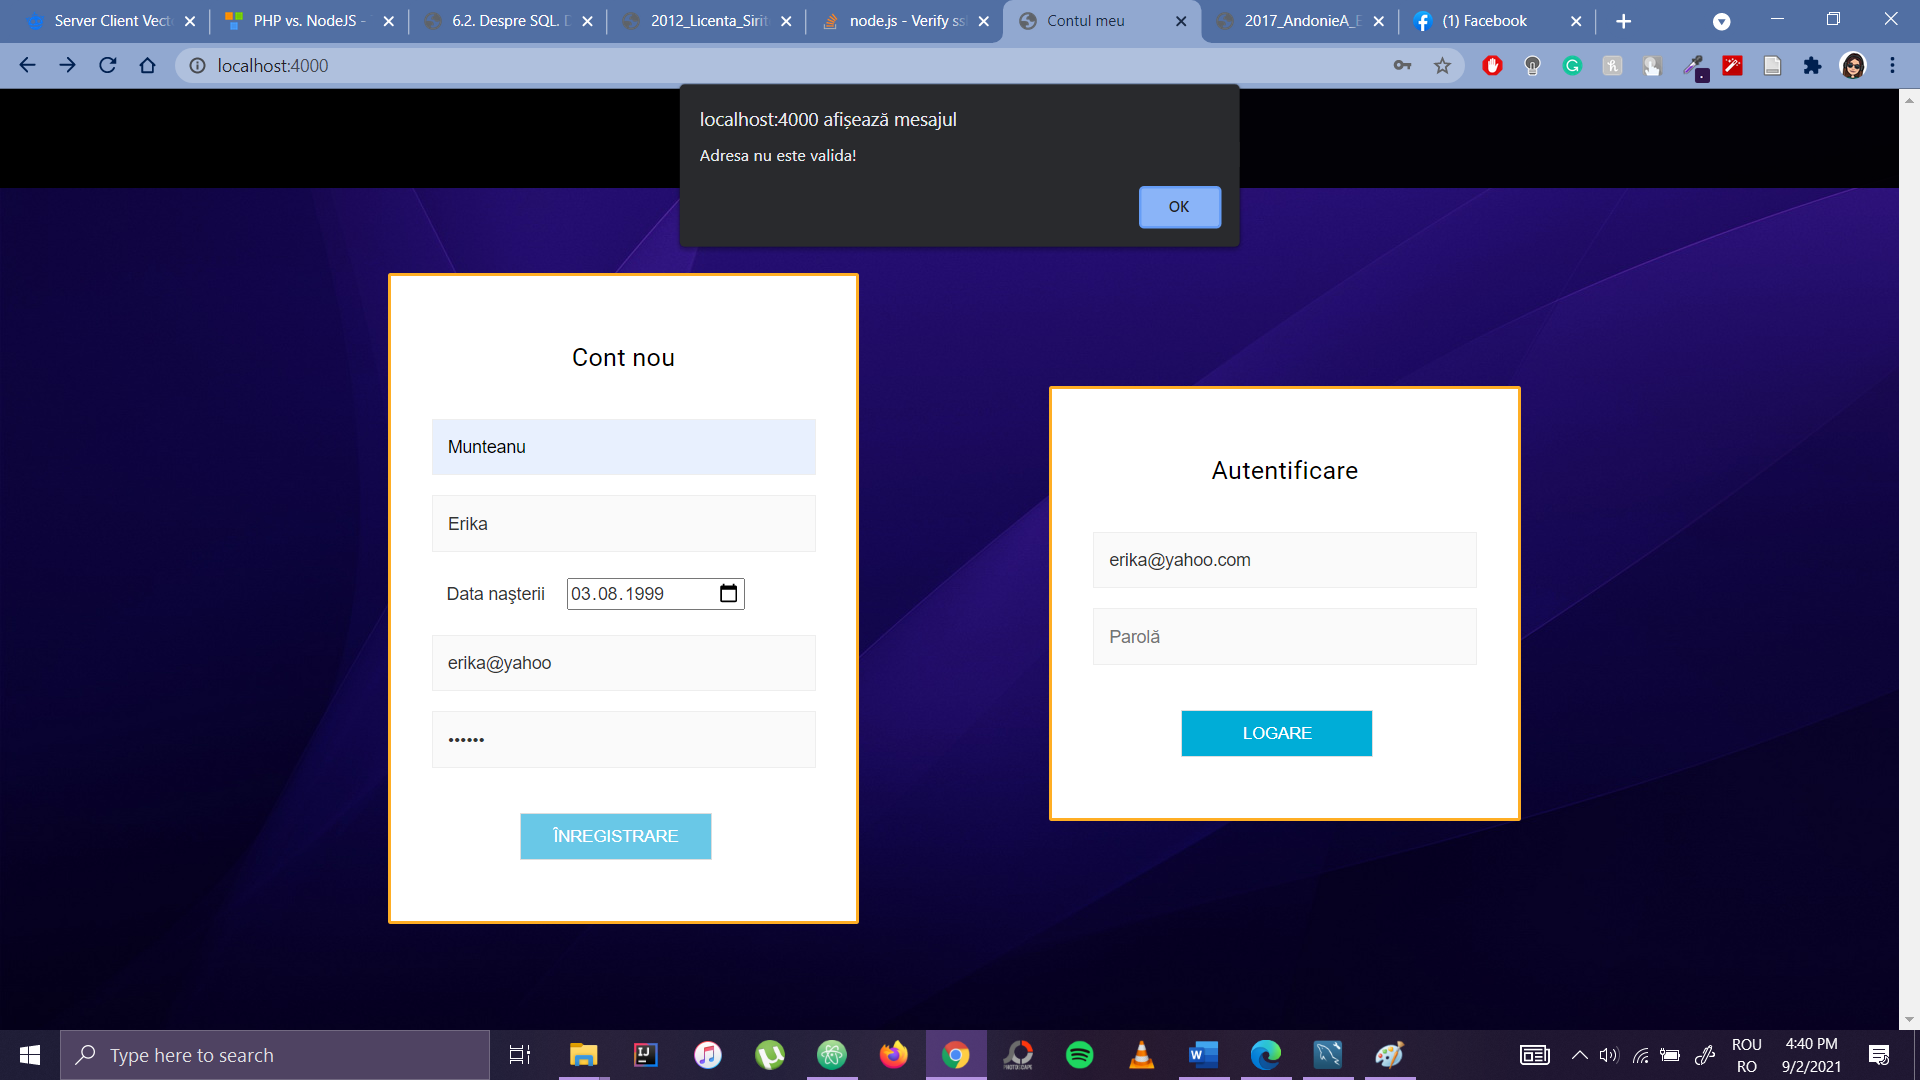 Server Client Vect
PHP vs. NodeJS -
6.2. Despre SQL. D
2012_Licenta_Sirit
node.js - Verify ssl
Contul meu
2017_AndonieA_E
(1) Facebook
localhost:4000
localhost:4000 afișează mesajul
Adresa nu este valida!
OK
Cont nou
Munteanu
Erika
Data naşterii 03.08.1999
erika@yahoo
••••••
ÎNREGISTRARE
Autentificare
erika@yahoo.com
Parolă
LOGARE
Type here to search
ROU
RO
4:40 PM
9/2/2021